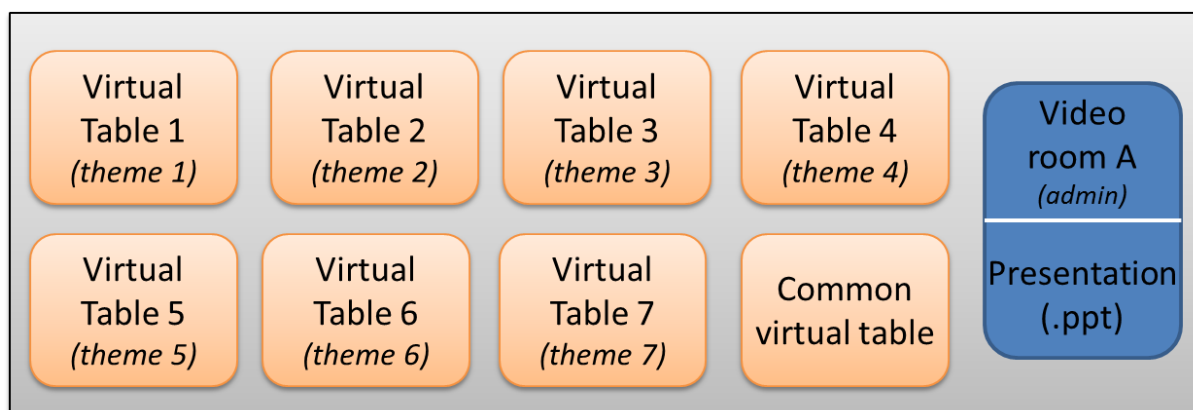 Virtual
Table 1
(theme 1)
Virtual
Table 2
(theme 2)
Virtual
Table 3
(theme 3)
Virtual
Table 4
(theme 4)
Video
room A
(admin)
Virtual
Table 5
(theme 5)
Virtual
Table 6
(theme 6)
Virtual
Table 7
(theme 7)
Common
virtual table
Presentation
(.ppt)